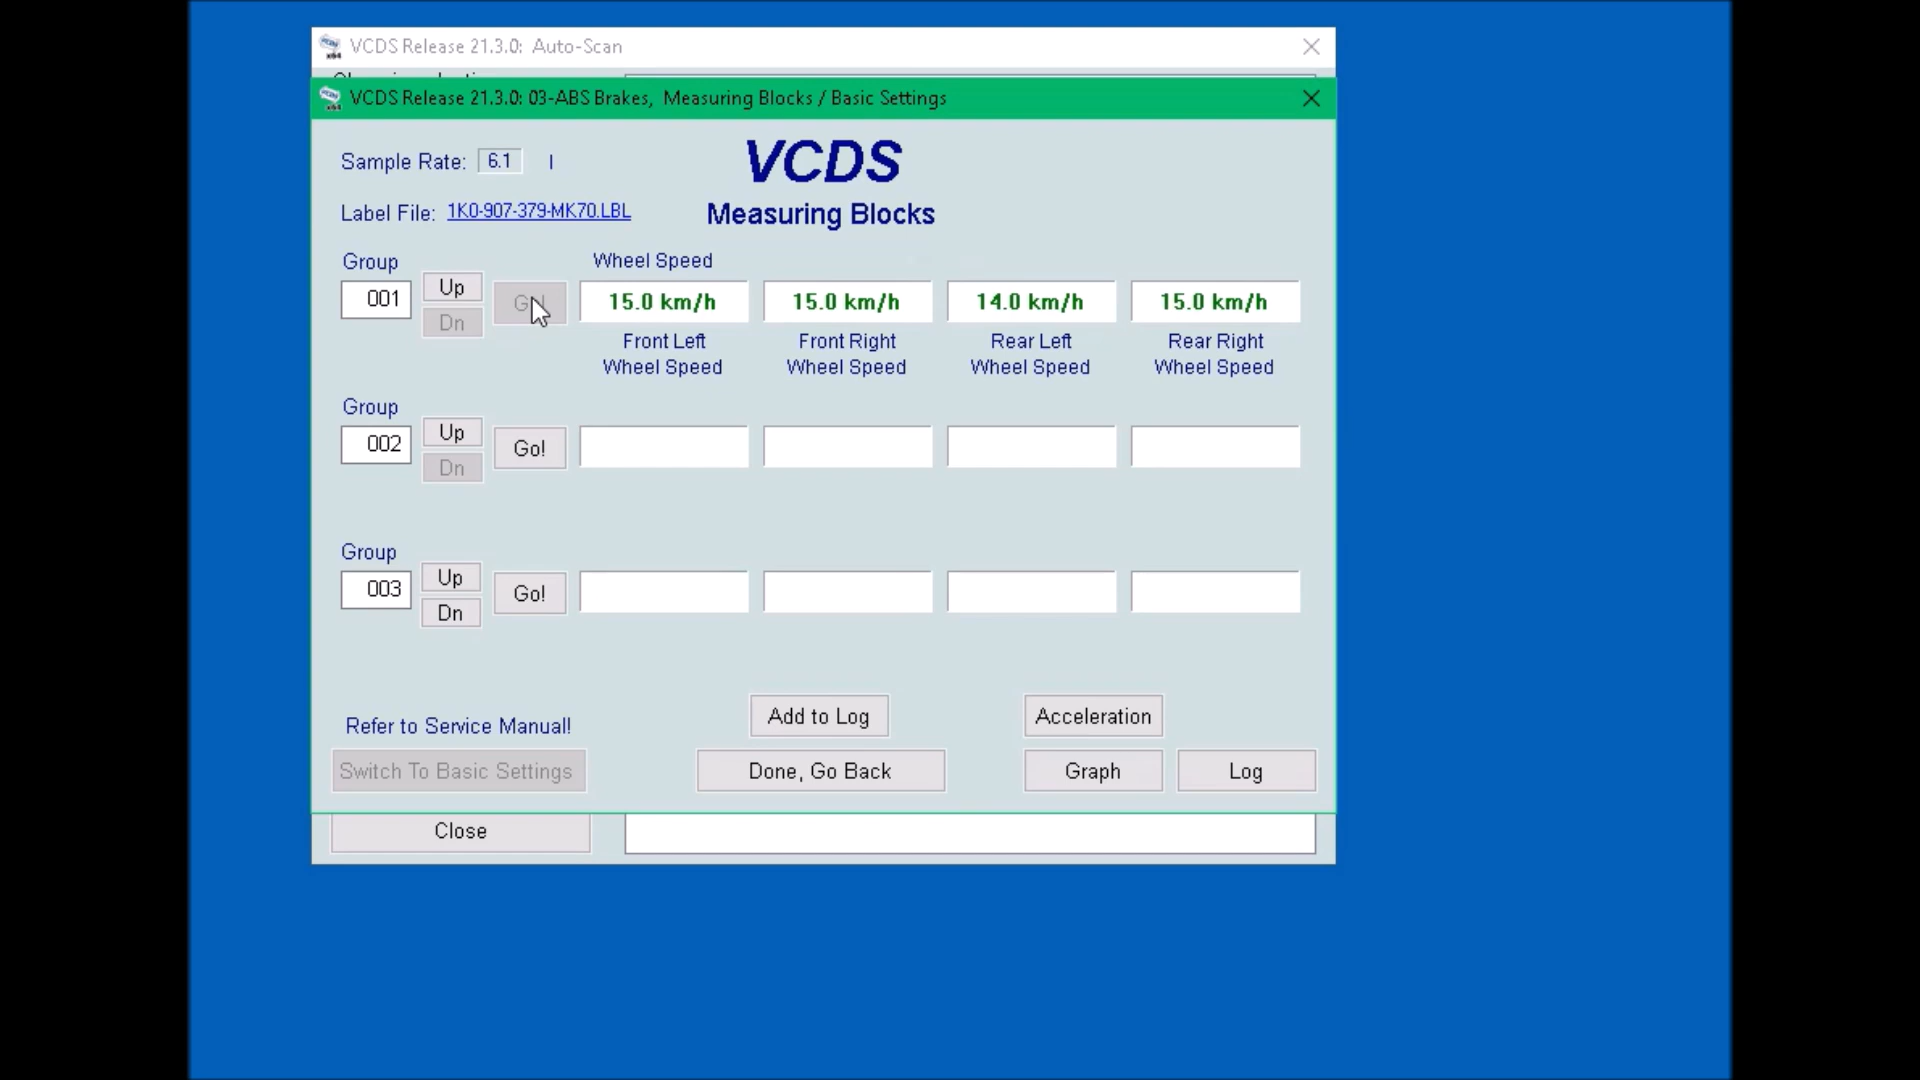 VCDS Release 21.3.0: Auto-Scan
VCDS Release 21.3.0: 03-ABS Brakes, Measuring Blocks / Basic Settings
Sample Rate: 6.1 I
VCDS
Label File: 1K0-907-379-MK70.LBL
Measuring Blocks
Group
Wheel Speed
001
Up
Dn
Go!
15.0 km/h
15.0 km/h
14.0 km/h
15.0 km/h
Front Left
Wheel Speed
Front Right
Wheel Speed
Rear Left
Wheel Speed
Rear Right
Wheel Speed
Group
002
Up
Dn
Go!
Group
003
Up
Dn
Go!
Refer to Service Manual!
Add to Log
Acceleration
Switch To Basic Settings
Done, Go Back
Graph
Log
Close